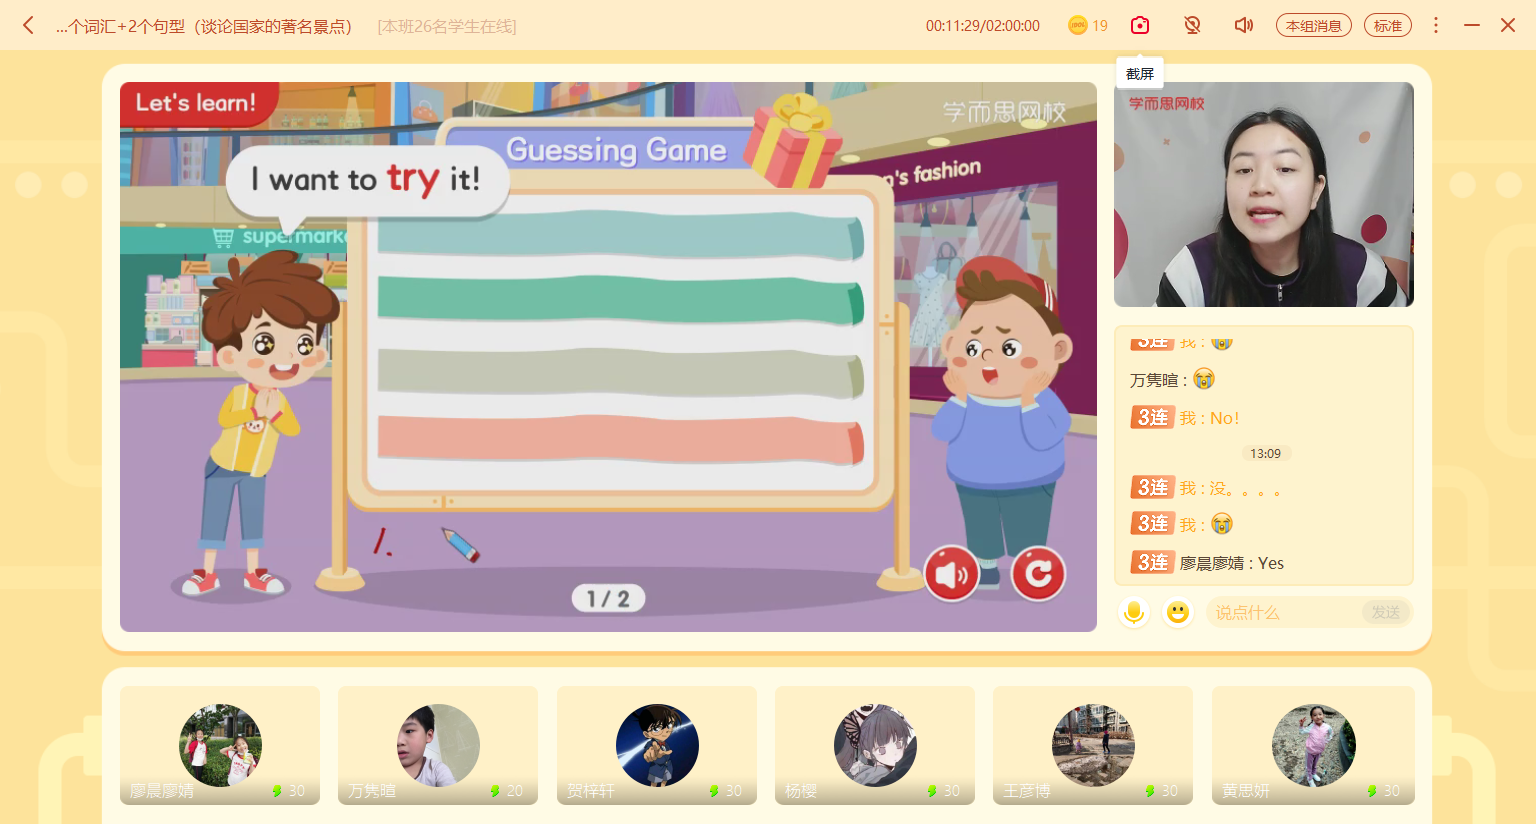 ...个词汇+2个句型（谈论国家的著名景点）
[本班26名学生在线]
00:11:29/02:00:00
100%
19
本组消息
标准
截屏
Let's learn!
学而思网校
Guessing Game
n's fashion
I want to try it!
supermarke
1 / 2
学而思网校
3连 我 :
万隽暄 :
3连 我 : No!
13:09
3连 我 : 没。。。。
3连 我 :
3连 廖晨廖婧 : Yes
说点什么
发送
廖晨廖婧 30
万隽暄 20
贺梓轩 30
杨樱 30
王彦博 30
黄思妍 30